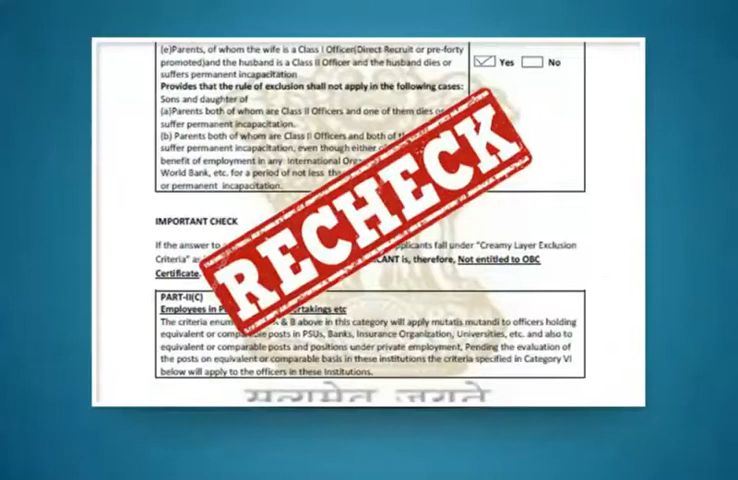 (e)Parents, of whom the wife is a Class I Officer(Direct Recruit or pre-forty
promoted)and the husband is a Class II Officer and the husband dies or
suffers permanent incapacitation
Yes No
Provides that the rule of exclusion shall not apply in the following cases:
Sons and daughter of
(a)Parents both of whom are Class II Officers and one of them dies or
suffer permanent incapacitation.
(b) Parents both of whom are Class II Officers and both of
suffer permanent incapacitation, even though either
benefit of employment in any International
World Bank, etc. for a period of not less
or permanent incapacitation.
RECHECK
IMPORTANT CHECK
If the answer to applicants fall under "Creamy Layer Exclusion
Criteria" is, therefore, Not entitled to OBC
Certificate.
PART-II(C)
Employees in etc
The criteria & B above in this category will apply mutatis mutandi to officers holding
equivalent or comparable posts in PSUs, Banks, Insurance Organization, Universities, etc. and also to
equivalent or comparable posts and positions under private employment, Pending the evaluation of
the posts on equivalent or comparable basis in these institutions the criteria specified in Category VI
below will apply to the officers in these Institutions.
सत्यमेव जयते